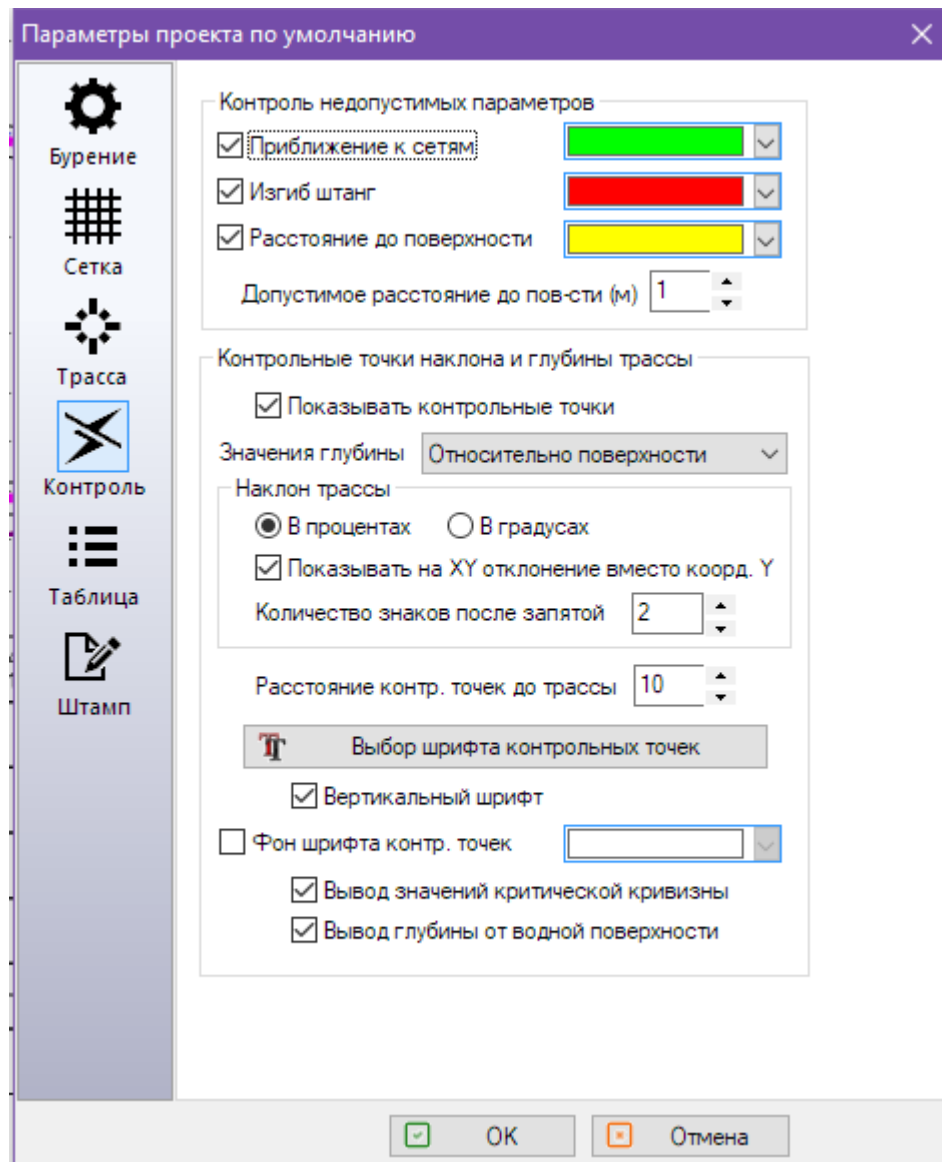 Параметры проекта по умолчанию
Бурение
Сетка
Трасса
Контроль
Таблица
Штамп
Контроль недопустимых параметров
Приближение к сетям
Изгиб штанг
Расстояние до поверхности
Допустимое расстояние до пов-сти (м) 1
Контрольные точки наклона и глубины трассы
Показывать контрольные точки
Значения глубины Относительно поверхности
Наклон трассы
В процентах В градусах
Показывать на XY отклонение вместо коорд. Y
Количество знаков после запятой 2
Расстояние контр. точек до трассы 10
Выбор шрифта контрольных точек
Вертикальный шрифт
Фон шрифта контр. точек
Вывод значений критической кривизны
Вывод глубины от водной поверхности
OK Отмена